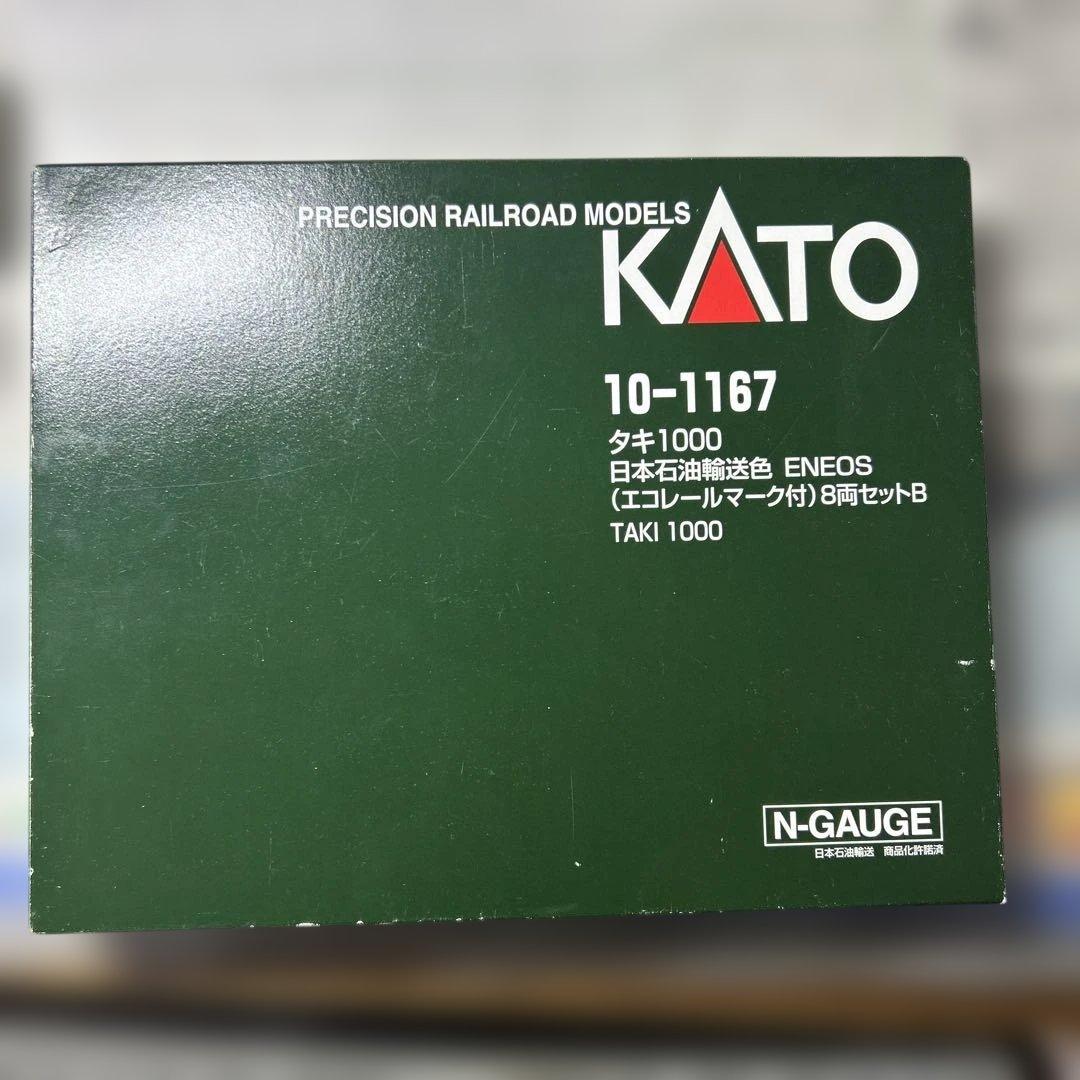 PRECISION RAILROAD MODELS
KATO
10-1167
タキ1000
日本石油輸送色 ENEOS
(エコレールマーク付)8両セットB
TAKI 1000
N-GAUGE
日本石油輸送 商品化許諾済